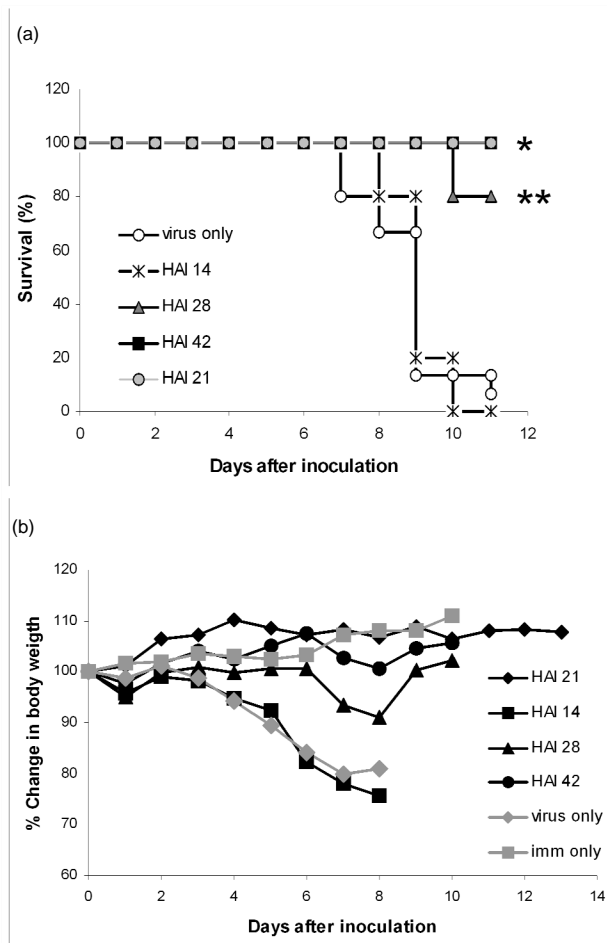 (a)
120
100
80
60
40
20
0
Survival (%)
virus only
HAI 14
HAI 28
HAI 42
HAI 21
*
**
0 2 4 6 8 10 12
Days after inoculation
(b)
120
110
100
90
80
70
60
% Change in body weigth
HAI 21
HAI 14
HAI 28
HAI 42
virus only
imm only
0 2 4 6 8 10 12 14
Days after inoculation